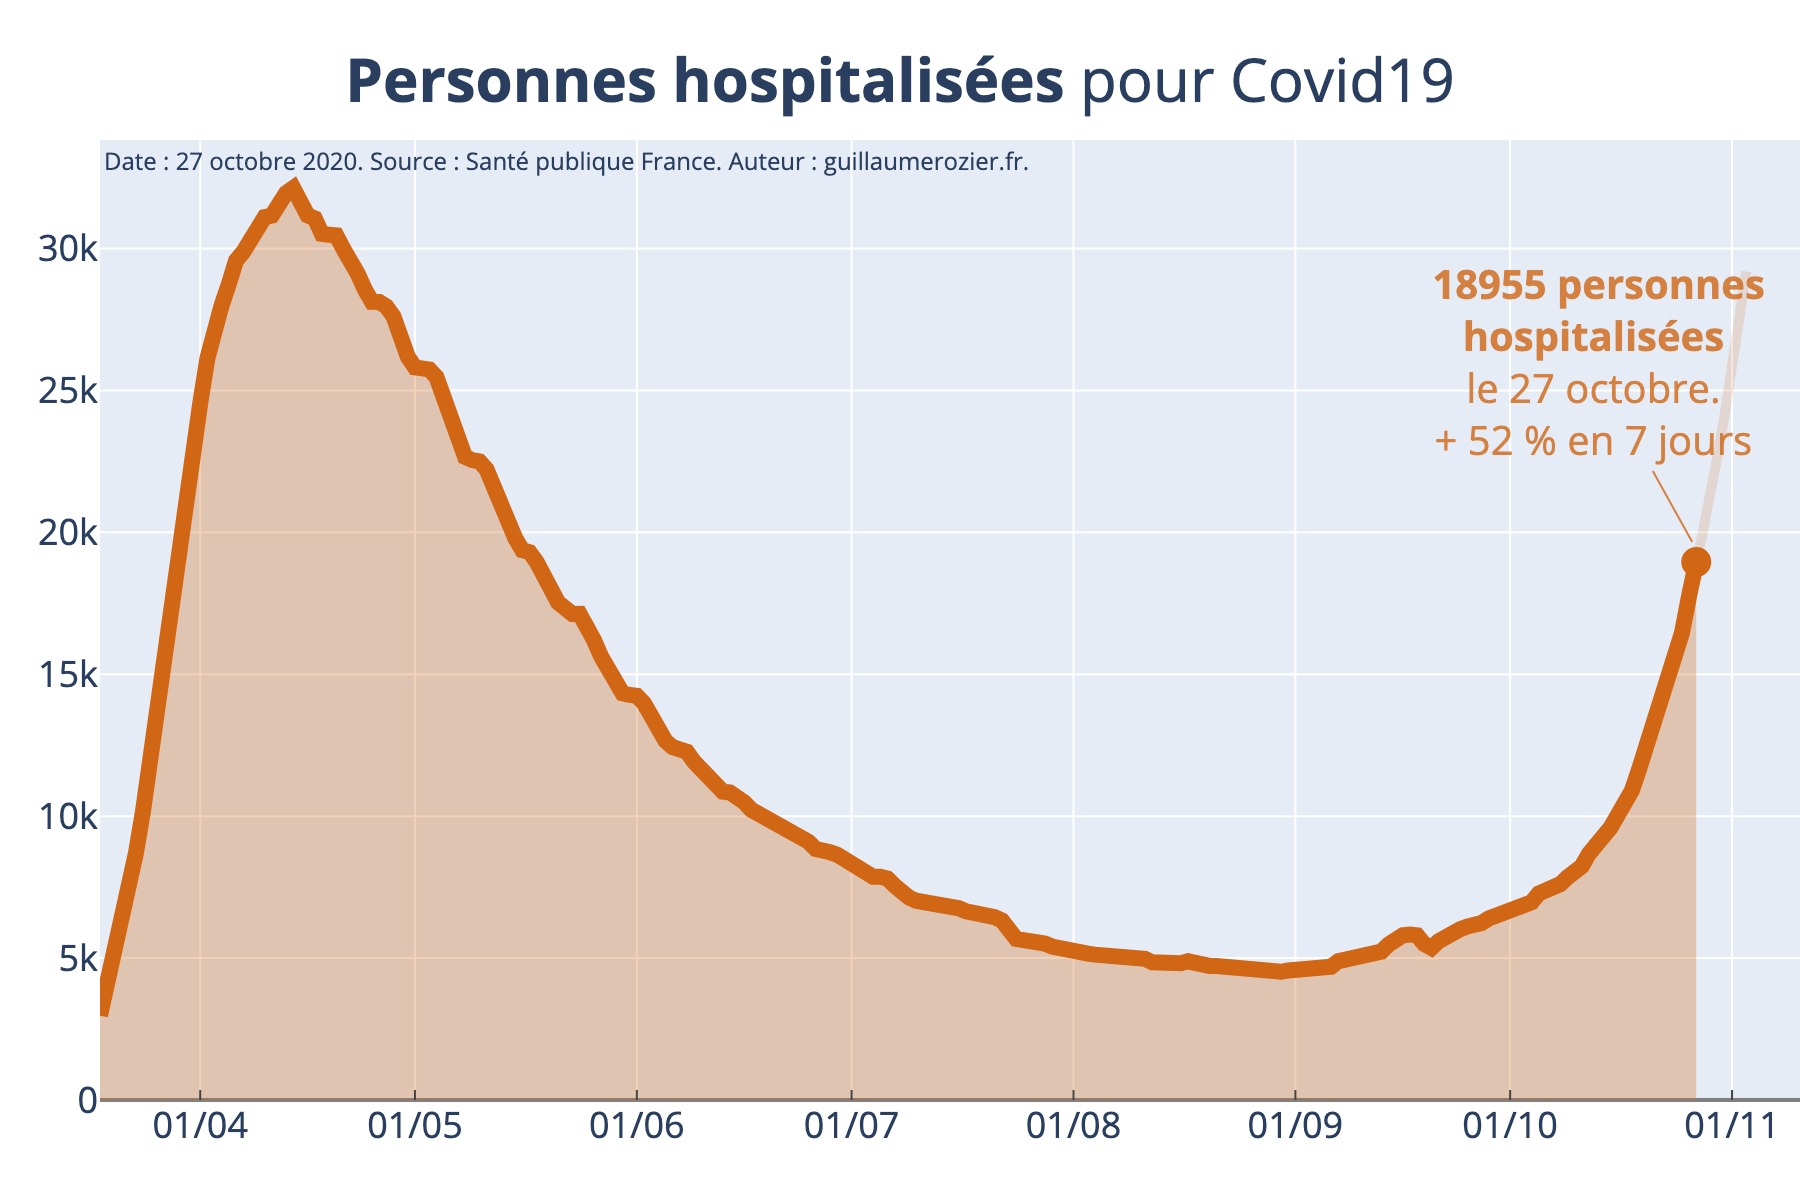 Personnes hospitalisées pour Covid19
Date : 27 octobre 2020. Source : Santé publique France. Auteur : guillaumerozier.fr.
30k
25k
20k
15k
10k
5k
0
18955 personnes
hospitalisées
le 27 octobre.
+ 52 % en 7 jours
01/04 01/05 01/06 01/07 01/08 01/09 01/10 01/11